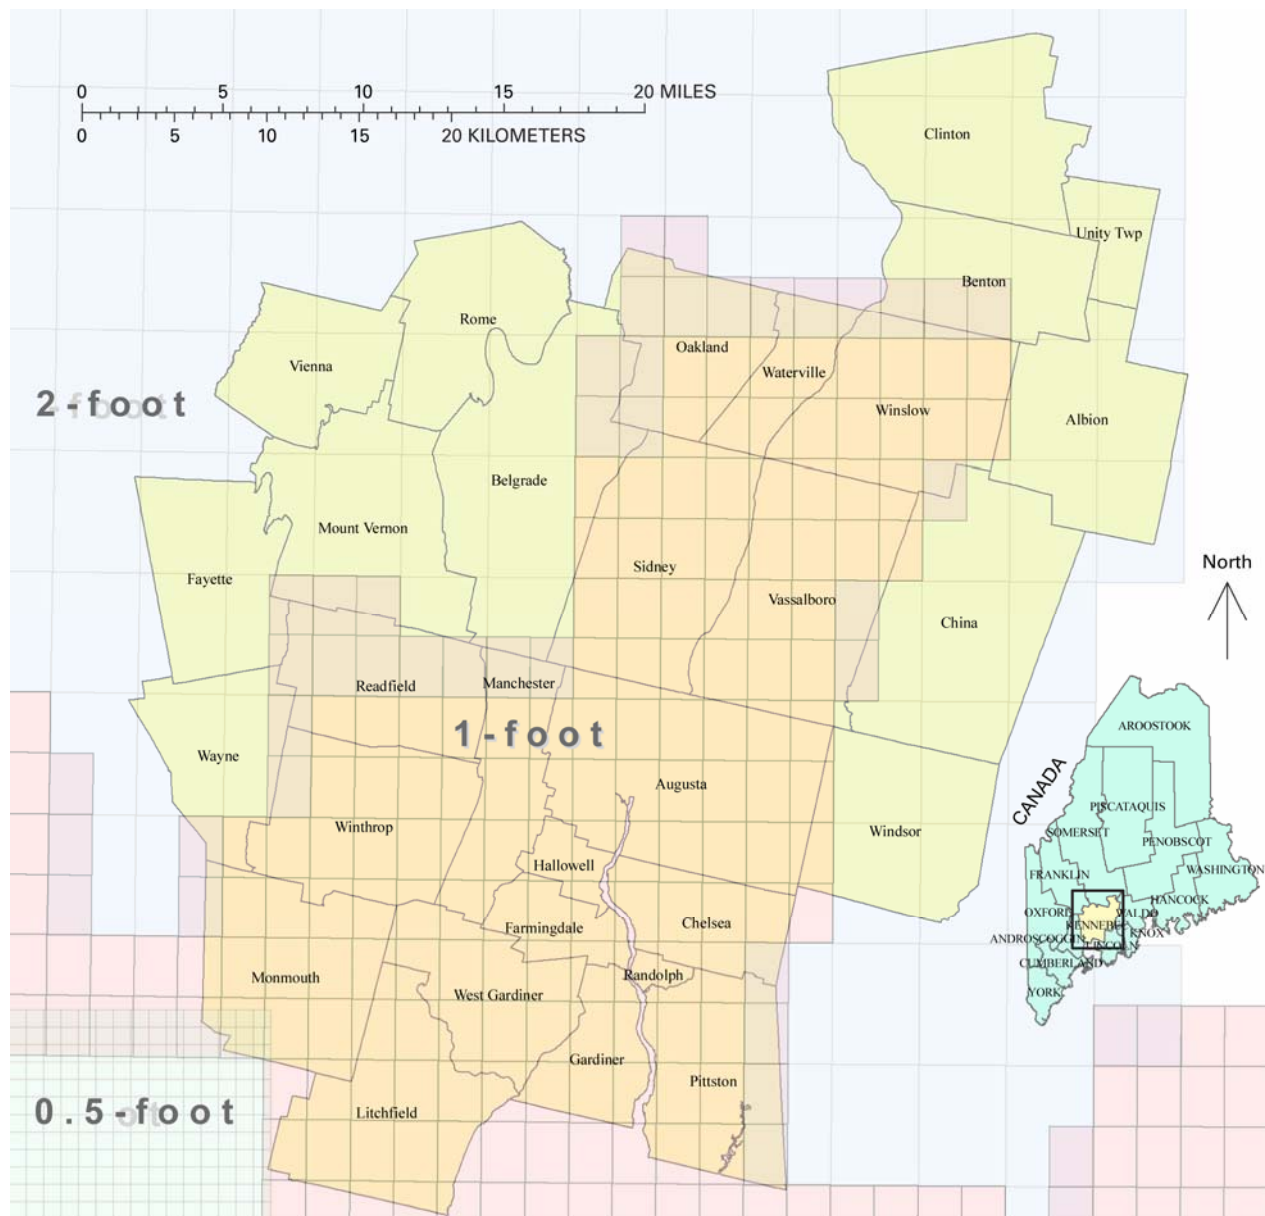 0 5 10 15 20 MILES
0 5 10 15 20 KILOMETERS
Clinton
Unity Twp
Benton
Rome
Oakland
Vienna
Waterville
2-foot
Winslow
Albion
Belgrade
Mount Vernon
North
Sidney
Fayette
Vassalboro
China
Readfield
Manchester
1-foot
Wayne
Augusta
Winthrop
Windsor
Hallowell
Farmingdale
Chelsea
Monmouth
Randolph
West Gardiner
Gardiner
Pittston
0.5-foot
Litchfield
AROOSTOOK
CANADA
PISCATAQUIS
SOMERSET
PENOBSCOT
WASHINGTON
FRANKLIN
HANCOCK
OXFORD
WALDO
KENNEBEC
KNOX
ANDROSCOGGIN
LINCOLN
CUMBERLAND
YORK